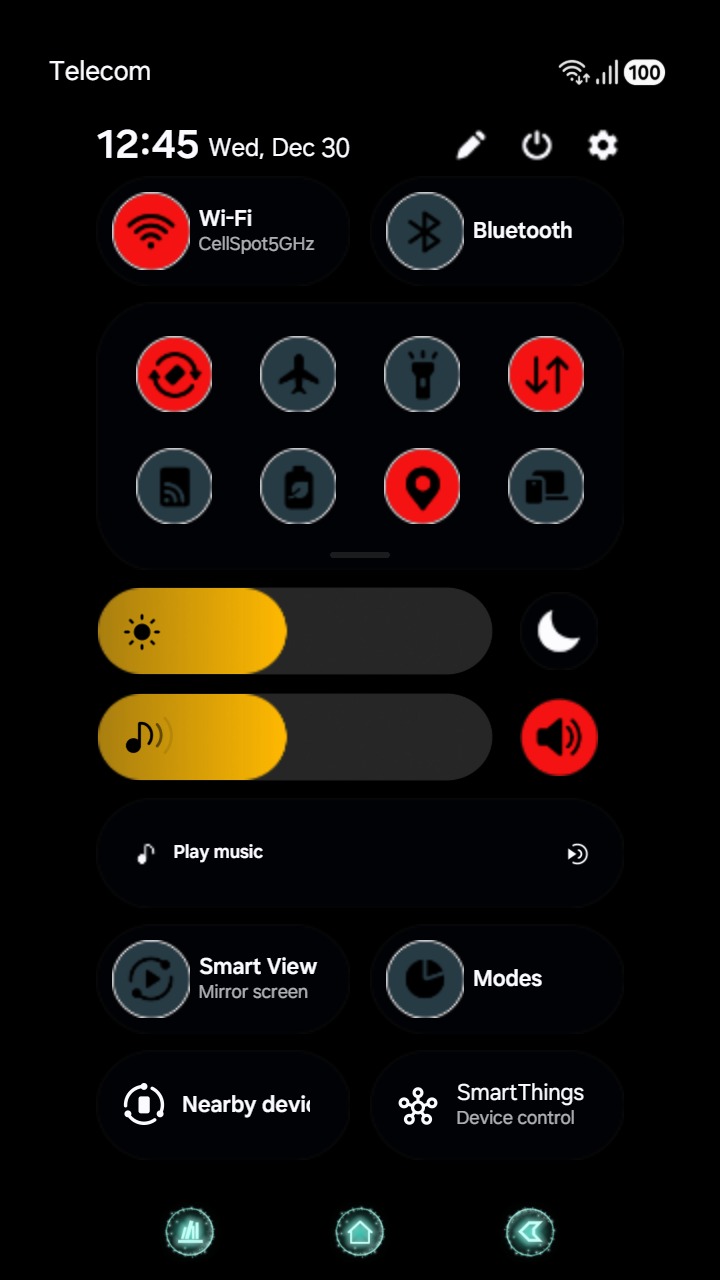 Telecom
100
12:45 Wed, Dec 30
Wi-Fi
CellSpot5GHz
Bluetooth
Play music
Smart View
Mirror screen
Modes
Nearby devic
SmartThings
Device control